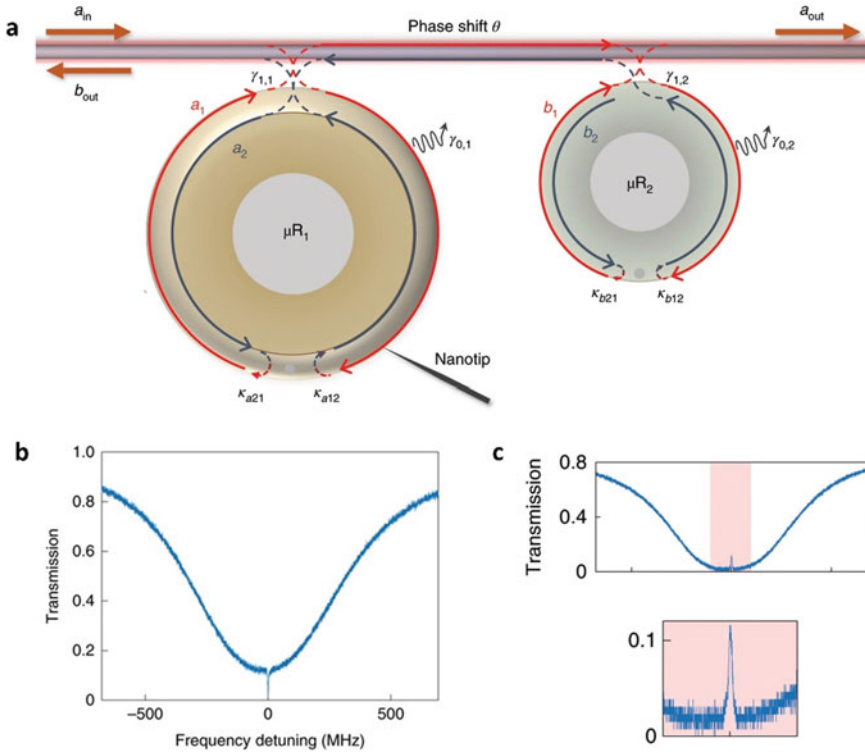 a
a_in
a_out
Phase shift θ
b_out
γ_1,1
γ_1,2
a_1
b_1
a_2
b_2
γ_0,1
γ_0,2
μR_1
μR_2
κ_b21
κ_b12
Nanotip
κ_a21
κ_a12
b
c
1.0
0.8
0.6
0.4
0.2
0
Transmission
−500
0
500
Frequency detuning (MHz)
0.8
0.4
0
Transmission
0.1
0